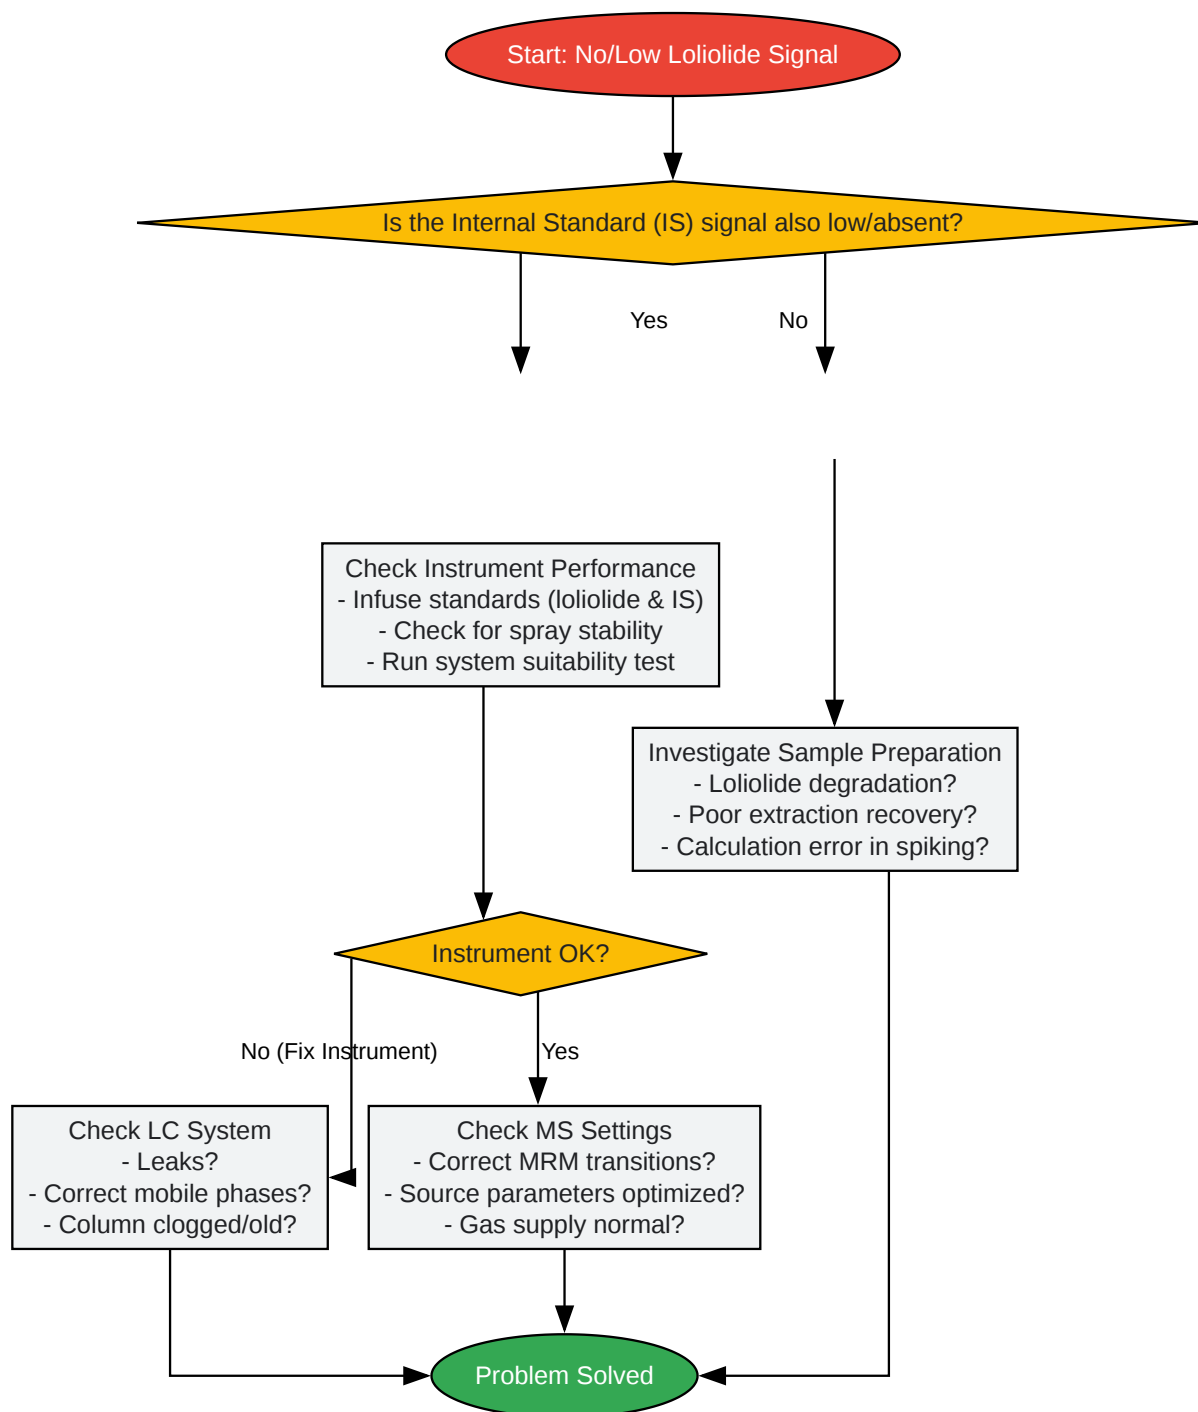 Start: No/Low Loliolide Signal
Is the Internal Standard (IS) signal also low/absent?
Yes
No
Check Instrument Performance
- Infuse standards (loliolide & IS)
- Check for spray stability
- Run system suitability test
Investigate Sample Preparation
- Loliolide degradation?
- Poor extraction recovery?
- Calculation error in spiking?
Instrument OK?
No (Fix Instrument)
Yes
Check LC System
- Leaks?
- Correct mobile phases?
- Column clogged/old?
Check MS Settings
- Correct MRM transitions?
- Source parameters optimized?
- Gas supply normal?
Problem Solved